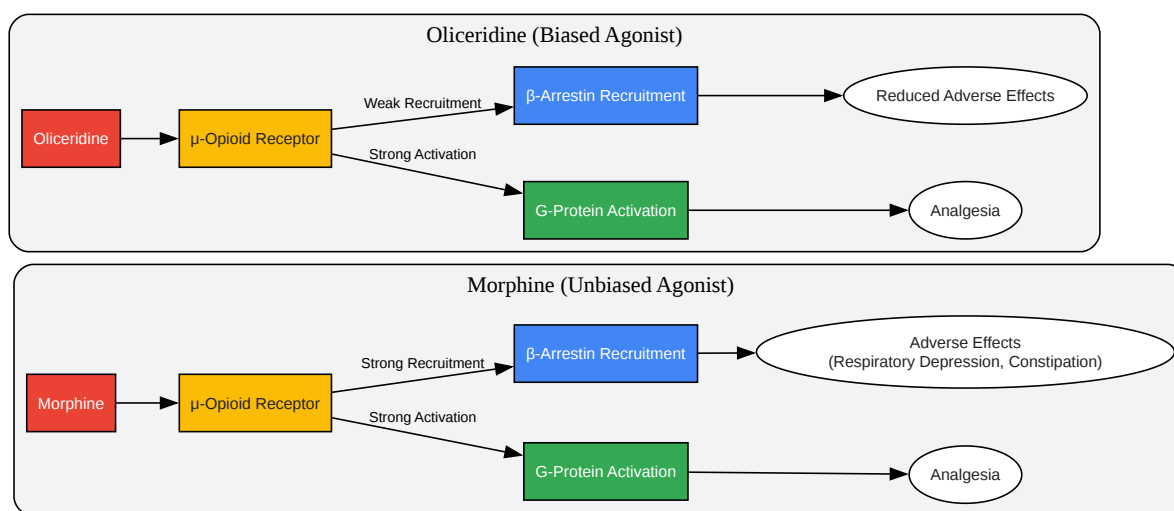 Oliceridine (Biased Agonist)
Oliceridine
μ-Opioid Receptor
Weak Recruitment
Strong Activation
β-Arrestin Recruitment
Reduced Adverse Effects
G-Protein Activation
Analgesia
Morphine (Unbiased Agonist)
Morphine
μ-Opioid Receptor
Strong Recruitment
Strong Activation
β-Arrestin Recruitment
Adverse Effects
(Respiratory Depression, Constipation)
G-Protein Activation
Analgesia